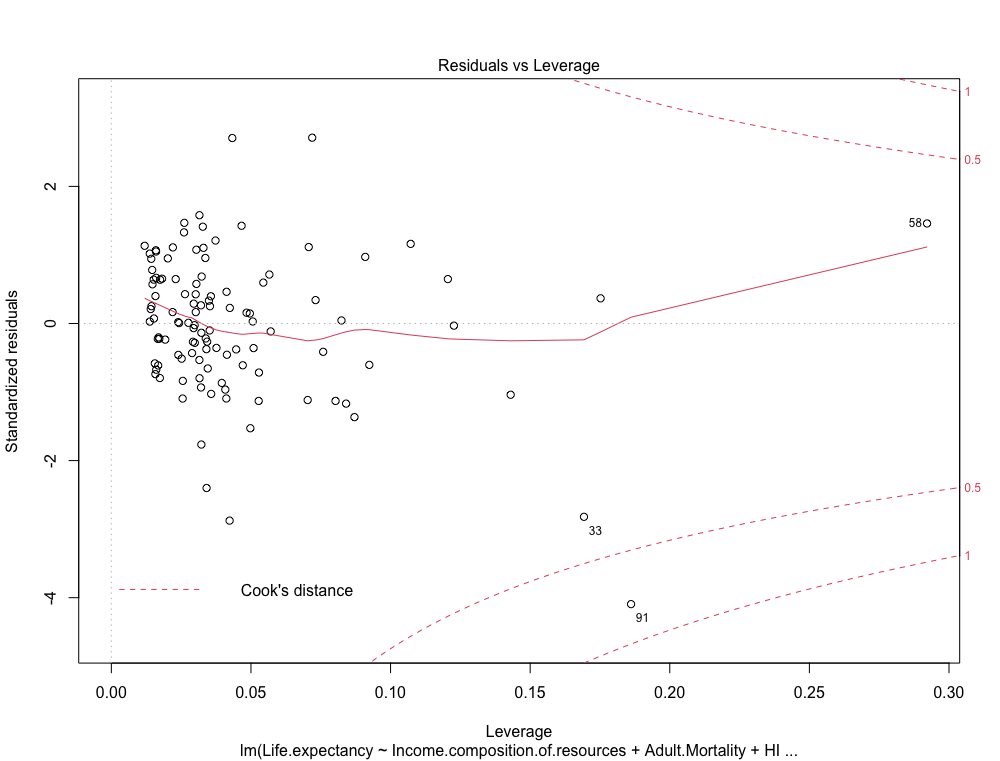 Residuals vs Leverage
1
0.5
58
2
0
-2
-4
Standardized residuals
0.5
33
1
91
Cook's distance
0.00 0.05 0.10 0.15 0.20 0.25 0.30
Leverage
lm(Life.expectancy ~ Income.composition.of.resources + Adult.Mortality + HI ...